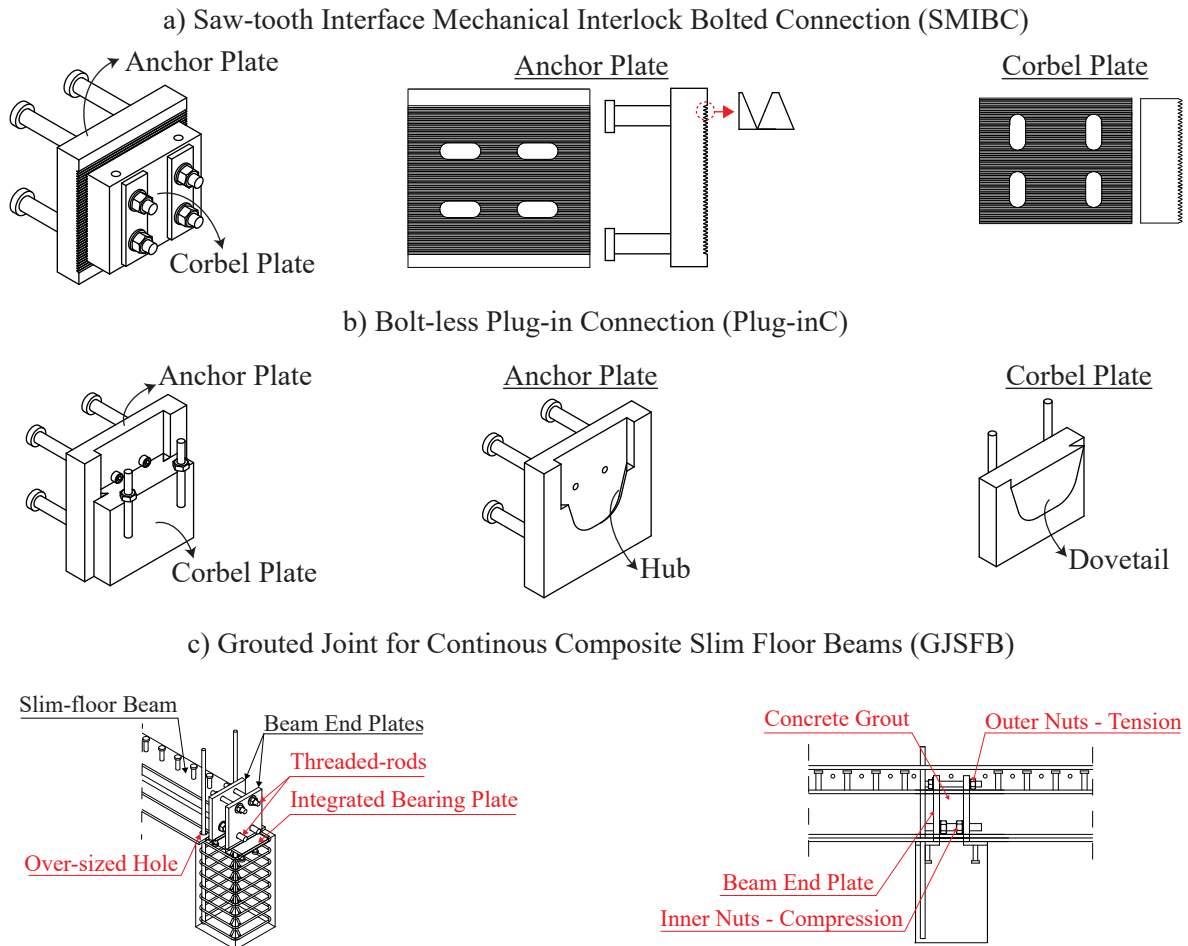 a) Saw-tooth Interface Mechanical Interlock Bolted Connection (SMIBC)
Anchor Plate
Corbel Plate
Anchor Plate
Corbel Plate
b) Bolt-less Plug-in Connection (Plug-inC)
Anchor Plate
Corbel Plate
Anchor Plate
Hub
Corbel Plate
Dovetail
c) Grouted Joint for Continous Composite Slim Floor Beams (GJSFB)
Slim-floor Beam
Beam End Plates
Threaded-rods
Integrated Bearing Plate
Over-sized Hole
Concrete Grout
Outer Nuts - Tension
Beam End Plate
Inner Nuts - Compression